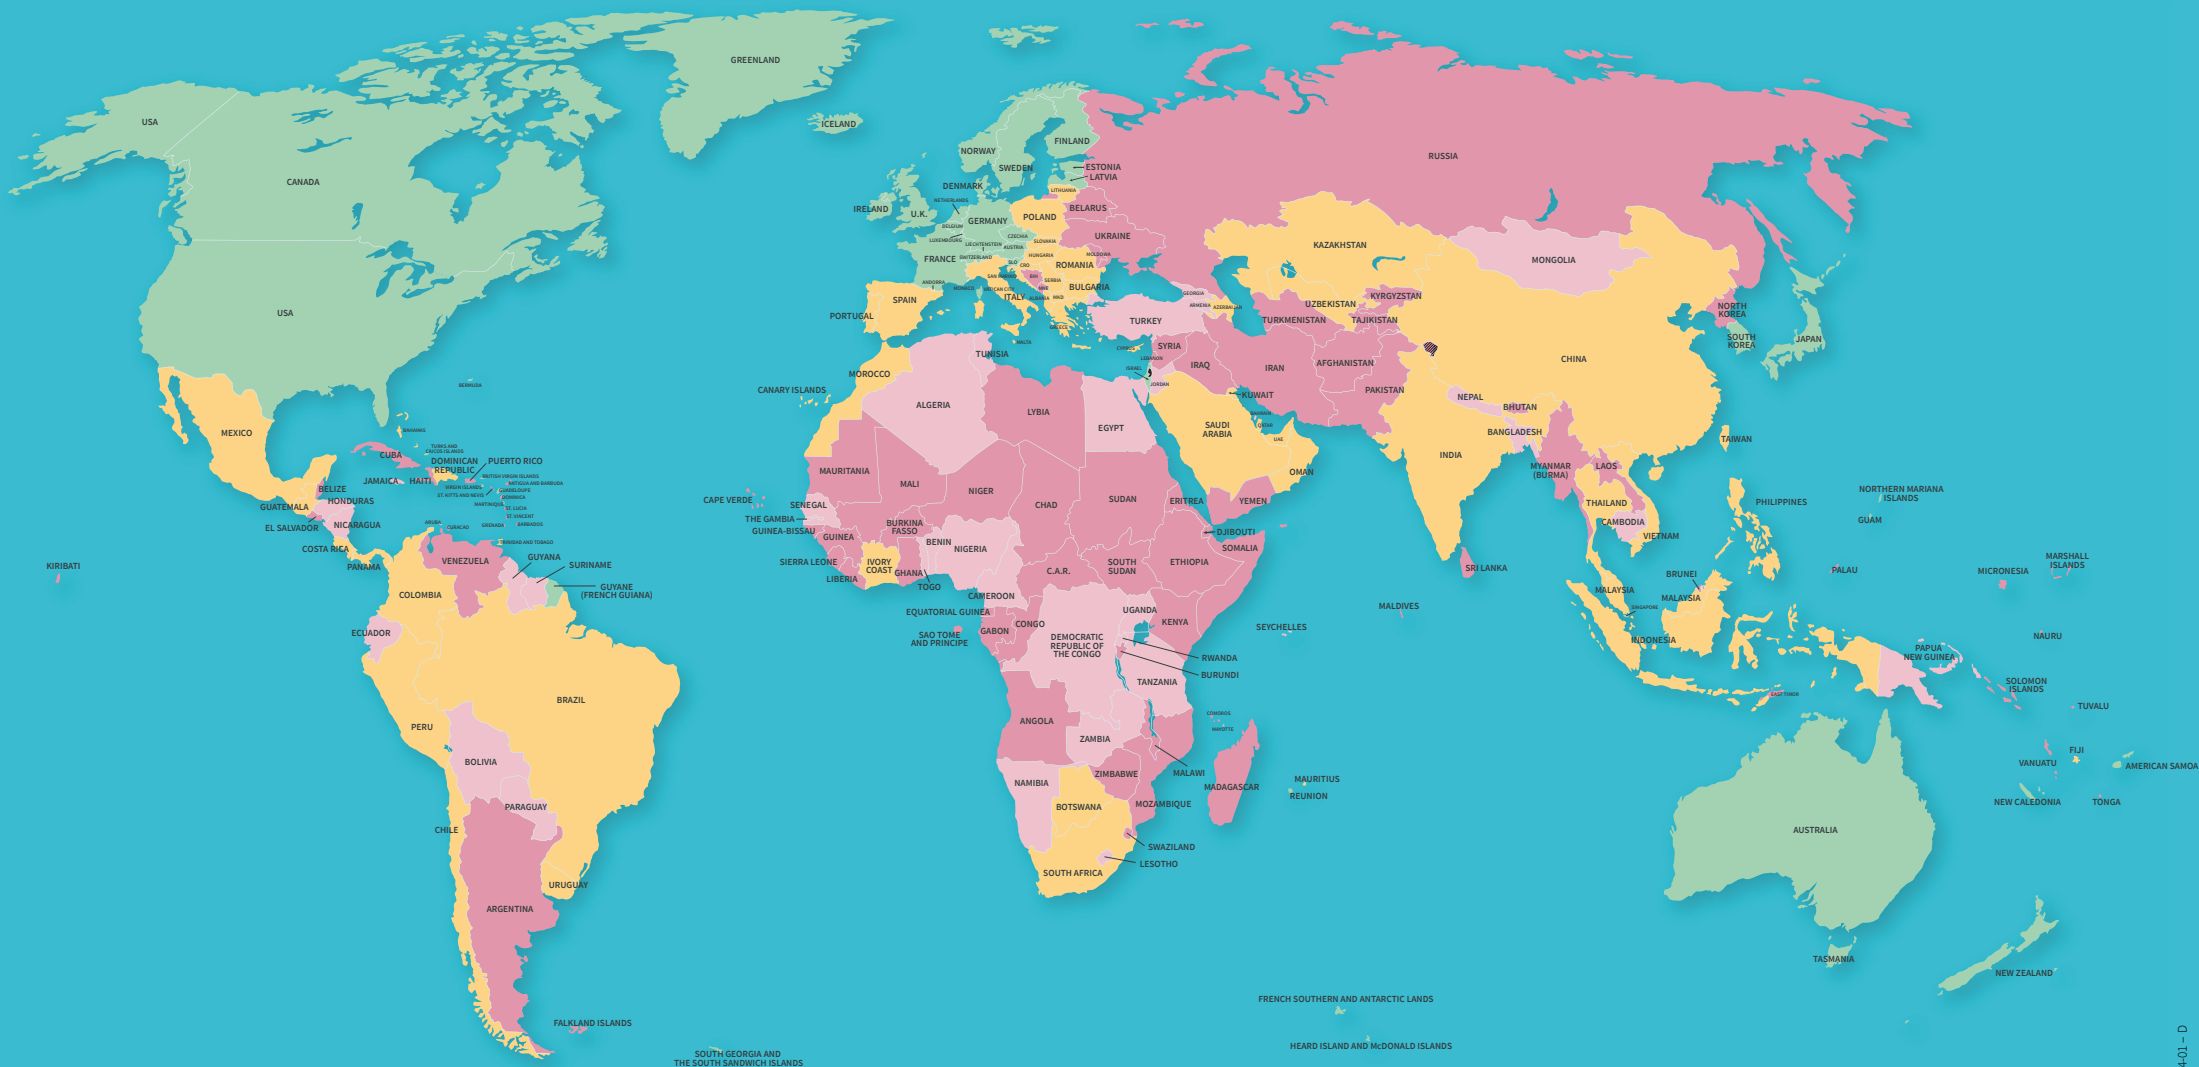 GREENLAND
USA
ICELAND
CANADA
FINLAND
NORWAY
SWEDEN
RUSSIA
ESTONIA
LATVIA
DENMARK
LITHUANIA
NETHERLANDS
IRELAND
U.K.
BELARUS
GERMANY
POLAND
BELGIUM
LUXEMBOURG
CZECHIA
UKRAINE
SLOVAKIA
LIECHTENSTEIN
AUSTRIA
KAZAKHSTAN
FRANCE
SWITZERLAND
HUNGARIA
MOLDOWA
MONGOLIA
SLO
CRO
ROMANIA
SAN MARINO
BIH
SERBIA
ANDORRA
MONACO
VATICAN CITY
MNE
BULGARIA
SPAIN
ITALY
ALBANIA
MKD
GEORGIA
KYRGYZSTAN
UZBEKISTAN
ARMENIA
AZERBAIJAN
NORTH
KOREA
USA
PORTUGAL
TURKEY
TURKMENISTAN
TAJIKISTAN
GREECE
SOUTH
KOREA
JAPAN
MALTA
CYPRUS
SYRIA
TUNISIA
LEBANON
CHINA
IRAQ
IRAN
AFGHANISTAN
ISRAEL
MOROCCO
JORDAN
BERMUDA
CANARY ISLANDS
PAKISTAN
KUWAIT
NEPAL
ALGERIA
LYBIA
BHUTAN
BAHRAIN
EGYPT
SAUDI
ARABIA
QATAR
BAHAMAS
MEXICO
BANGLADESH
UAE
TAIWAN
TURKS AND
CAICOS ISLANDS
CUBA
INDIA
DOMINICAN
REPUBLIC
PUERTO RICO
MYANMAR
(BURMA)
LAOS
MAURITANIA
OMAN
BRITISH VIRGIN ISLANDS
JAMAICA
HAITI
ANTIGUA AND BARBUDA
MALI
NIGER
BELIZE
VIRGIN ISLANDS
GUADELOUPE
NORTHERN MARIANA
ISLANDS
ST. KITTS AND NEVIS
DOMINICA
CAPE VERDE
SUDAN
ERITREA
YEMEN
HONDURAS
MARTINIQUE
THAILAND
PHILIPPINES
GUATEMALA
ST. LUCIA
SENEGAL
CHAD
ST. VINCENT
THE GAMBIA
GUAM
ARUBA
CURACAO
GRENADA
BARBADOS
BURKINA
FASSO
CAMBODIA
EL SALVADOR
NICARAGUA
GUINEA-BISSAU
DJIBOUTI
GUINEA
VIETNAM
TRINIDAD AND TOBAGO
BENIN
NIGERIA
SOMALIA
COSTA RICA
GUYANA
VENEZUELA
SIERRA LEONE
IVORY
COAST
SOUTH
SUDAN
ETHIOPIA
MARSHALL
ISLANDS
KIRIBATI
PANAMA
SURINAME
GHANA
C.A.R.
SRI LANKA
PALAU
MICRONESIA
LIBERIA
BRUNEI
TOGO
GUYANE
(FRENCH GUIANA)
MALAYSIA
COLOMBIA
CAMEROON
MALAYSIA
EQUATORIAL GUINEA
UGANDA
MALDIVES
SINGAPORE
CONGO
KENYA
SEYCHELLES
ECUADOR
SAO TOME
AND PRINCIPE
GABON
DEMOCRATIC
REPUBLIC OF
THE CONGO
INDONESIA
NAURU
PAPUA
NEW GUINEA
RWANDA
BURUNDI
TANZANIA
SOLOMON
ISLANDS
EAST TIMOR
BRAZIL
TUVALU
COMOROS
PERU
ANGOLA
MAYOTTE
ZAMBIA
FIJI
BOLIVIA
VANUATU
AMERICAN SAMOA
MALAWI
ZIMBABWE
NAMIBIA
MAURITIUS
MADAGASCAR
REUNION
PARAGUAY
BOTSWANA
MOZAMBIQUE
NEW CALEDONIA
TONGA
CHILE
AUSTRALIA
SWAZILAND
LESOTHO
SOUTH AFRICA
URUGUAY
ARGENTINA
TASMANIA
NEW ZEALAND
FRENCH SOUTHERN AND ANTARCTIC LANDS
FALKLAND ISLANDS
HEARD ISLAND AND McDONALD ISLANDS
SOUTH GEORGIA AND
THE SOUTH SANDWICH ISLANDS
4-01 – D